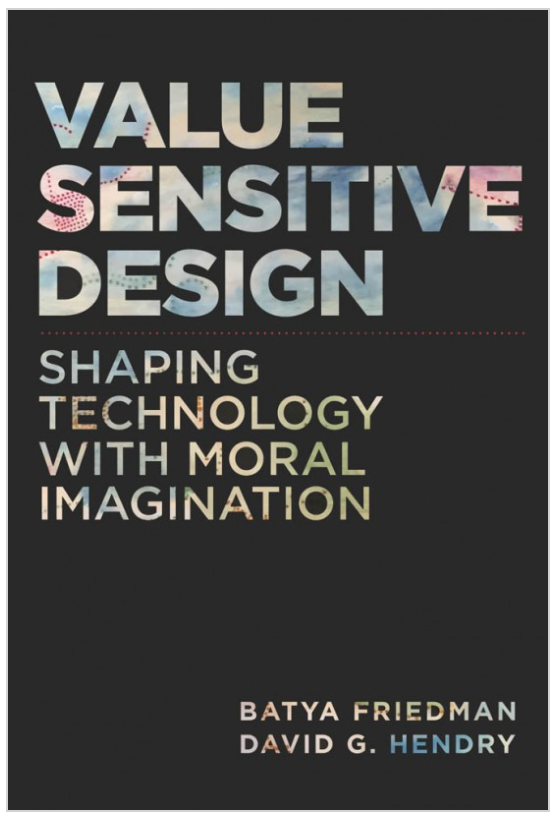 VALUE
SENSITIVE
DESIGN
SHAPING
TECHNOLOGY
WITH MORAL
IMAGINATION
BATYA FRIEDMAN
DAVID G. HENDRY